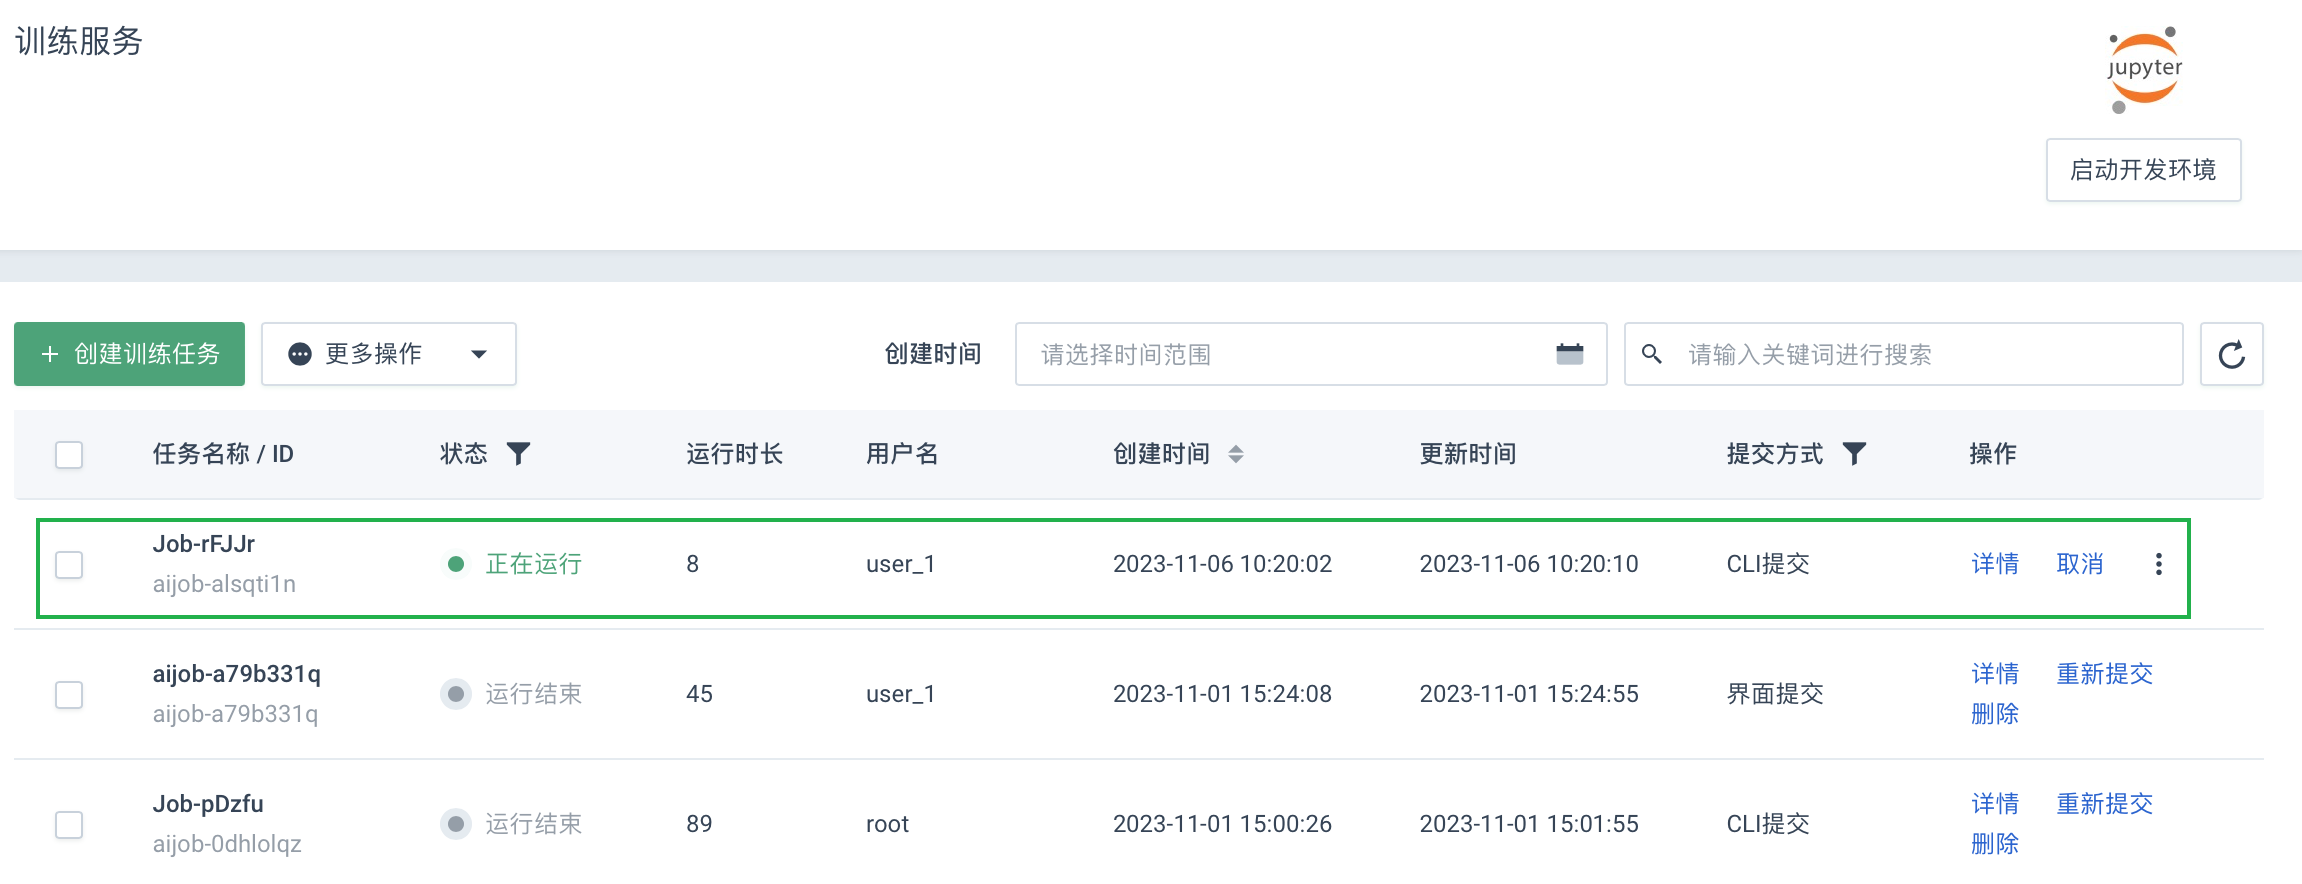 训练服务
jupyter
启动开发环境
+ 创建训练任务
更多操作
创建时间
请选择时间范围
请输入关键词进行搜索
任务名称 / ID 状态 运行时长 用户名 创建时间 更新时间 提交方式 操作
Job-rFJJr
aijob-alsqti1n
正在运行 8 user_1 2023-11-06 10:20:02 2023-11-06 10:20:10 CLI提交 详情 取消
aijob-a79b331q
aijob-a79b331q
运行结束 45 user_1 2023-11-01 15:24:08 2023-11-01 15:24:55 界面提交 详情 重新提交
删除
Job-pDzfu
aijob-0dhlolqz
运行结束 89 root 2023-11-01 15:00:26 2023-11-01 15:01:55 CLI提交 详情 重新提交
删除